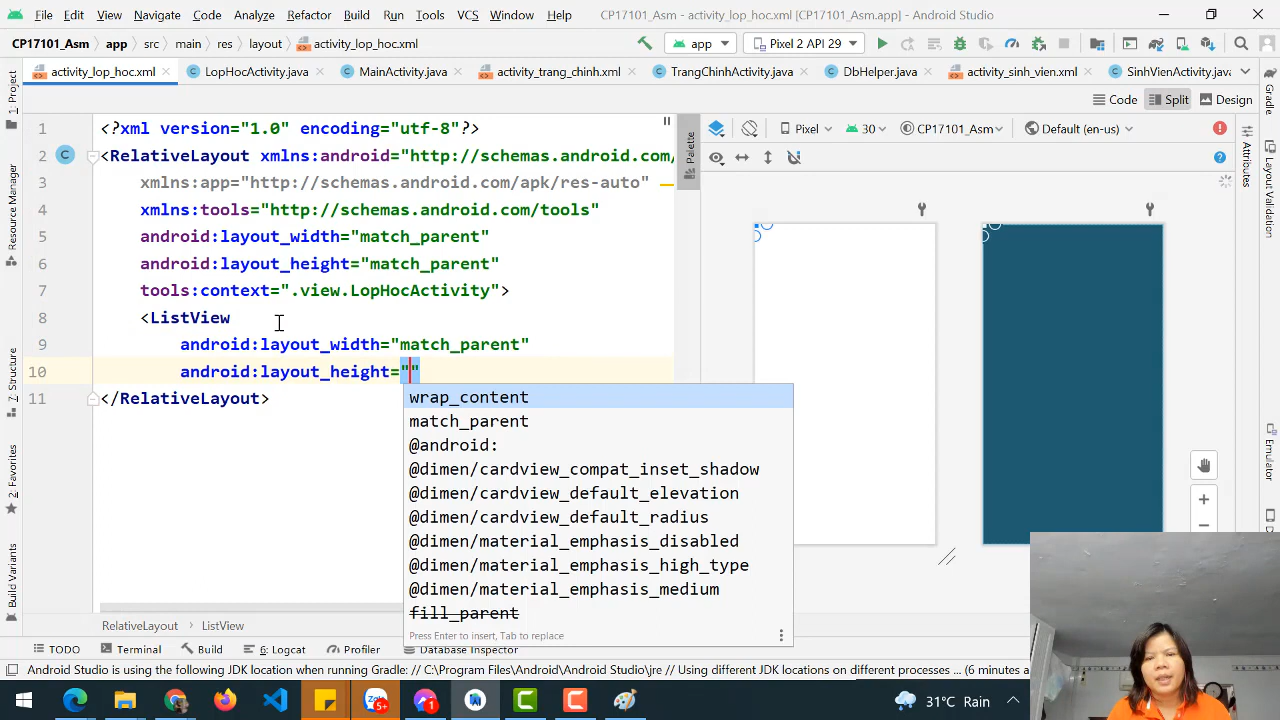 File Edit View Navigate Code Analyze Refactor Build Run Tools VCS Window Help CP17101_Asm - activity_lop_hoc.xml [CP17101_Asm.app] - Android Studio
CP17101_Asm app src main res layout activity_lop_hoc.xml app Pixel 2 API 29
activity_lop_hoc.xml LopHocActivity.java MainActivity.java activity_trang_chinh.xml TrangChinhActivity.java DbHelper.java activity_sinh_vien.xml SinhVienActivity.java
Code Split Design
1: Project
Resource Manager
7: Structure
2: Favorites
Build Variants
1 <?xml version="1.0" encoding="utf-8"?>
2 <RelativeLayout xmlns:android="http://schemas.android.com/
3 xmlns:app="http://schemas.android.com/apk/res-auto"
4 xmlns:tools="http://schemas.android.com/tools"
5 android:layout_width="match_parent"
6 android:layout_height="match_parent"
7 tools:context=".view.LopHocActivity">
8 <ListView
9 android:layout_width="match_parent"
10 android:layout_height=""
11 </RelativeLayout>
wrap_content
match_parent
@android:
@dimen/cardview_compat_inset_shadow
@dimen/cardview_default_elevation
@dimen/cardview_default_radius
@dimen/material_emphasis_disabled
@dimen/material_emphasis_high_type
@dimen/material_emphasis_medium
fill_parent
Press Enter to insert, Tab to replace
Palette
Pixel 30 CP17101_Asm Default (en-us)
Gradle
Attributes
Layout Validation
Emulator
RelativeLayout ListView
TODO Terminal Build 6: Logcat Profiler Database Inspector
Android Studio is using the following JDK location when running Gradle: // C:\Program Files\Android\Android Studio\jre // Using different JDK locations on different processes ... (6 minutes a
5+ 1 31°C Rain